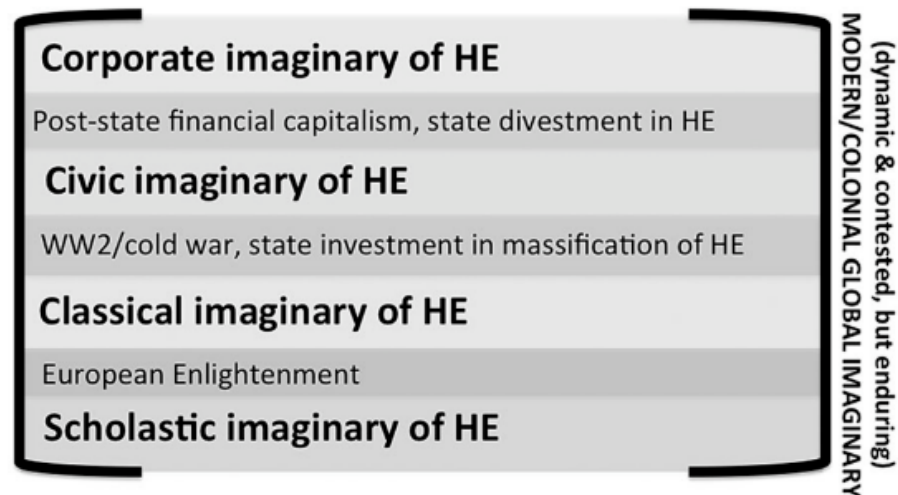 Corporate imaginary of HE
Post-state financial capitalism, state divestment in HE
Civic imaginary of HE
WW2/cold war, state investment in massification of HE
Classical imaginary of HE
European Enlightenment
Scholastic imaginary of HE
(dynamic & contested, but enduring)
MODERN/COLONIAL GLOBAL IMAGINARY